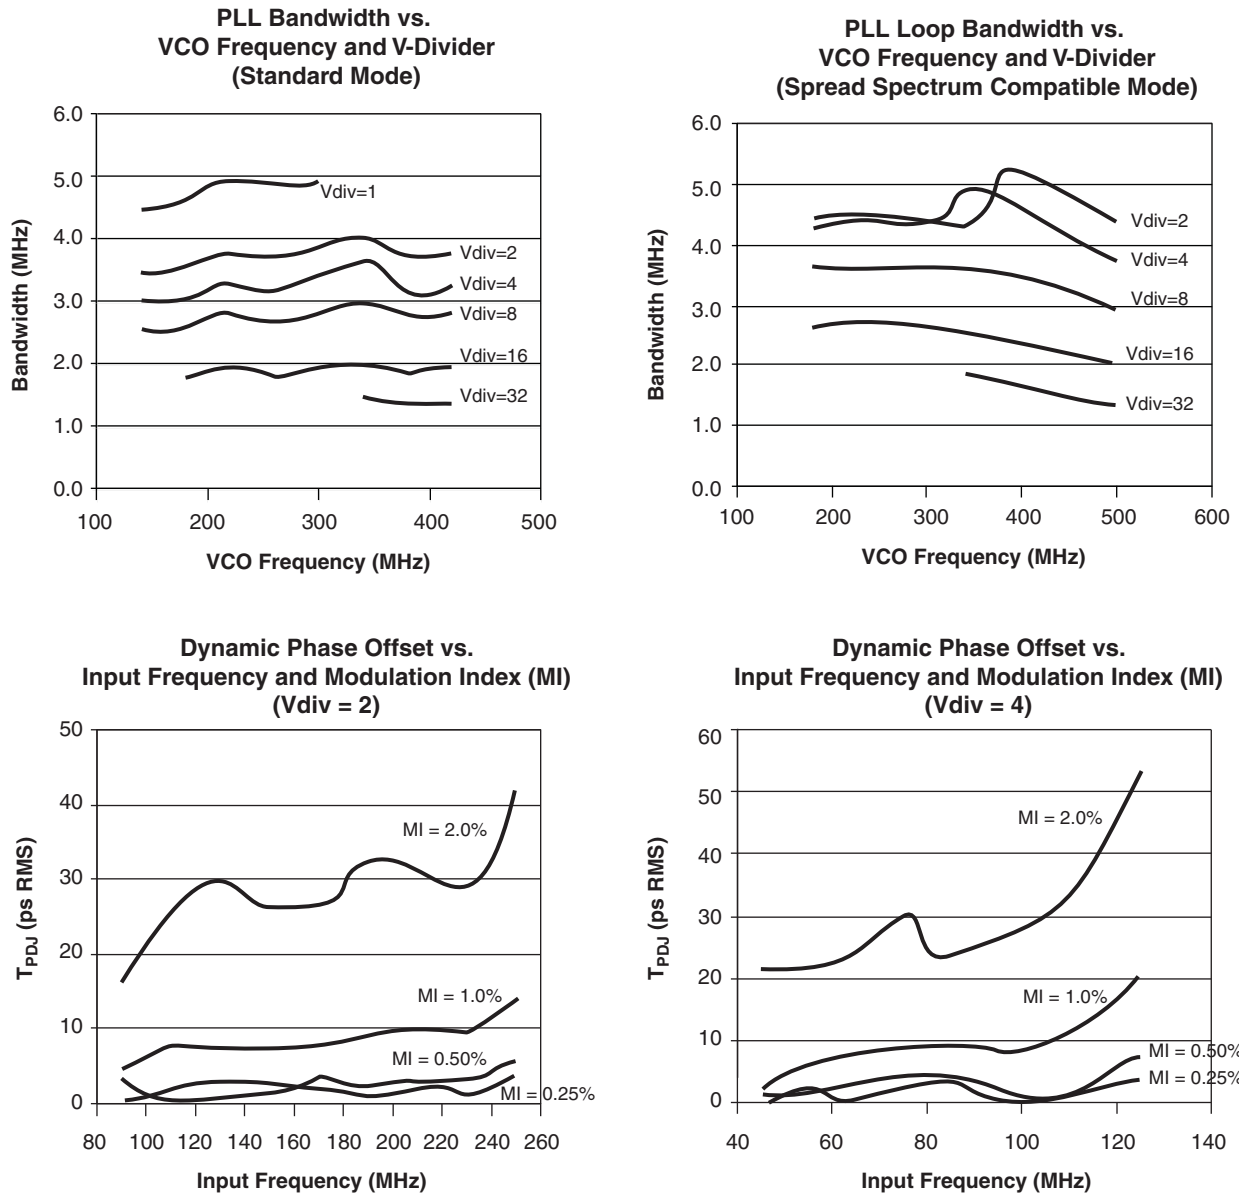 PLL Bandwidth vs.
VCO Frequency and V-Divider
(Standard Mode)
6.0
5.0
4.0
3.0
2.0
1.0
0.0
Bandwidth (MHz)
Vdiv=1
Vdiv=2
Vdiv=4
Vdiv=8
Vdiv=16
Vdiv=32
100 200 300 400 500
VCO Frequency (MHz)
PLL Loop Bandwidth vs.
VCO Frequency and V-Divider
(Spread Spectrum Compatible Mode)
6.0
5.0
4.0
3.0
2.0
1.0
0.0
Bandwidth (MHz)
Vdiv=2
Vdiv=4
Vdiv=8
Vdiv=16
Vdiv=32
100 200 300 400 500 600
VCO Frequency (MHz)
Dynamic Phase Offset vs.
Input Frequency and Modulation Index (MI)
(Vdiv = 2)
50
40
30
20
10
0
TPDJ (ps RMS)
MI = 2.0%
MI = 1.0%
MI = 0.50%
MI = 0.25%
80 100 120 140 160 180 200 220 240 260
Input Frequency (MHz)
Dynamic Phase Offset vs.
Input Frequency and Modulation Index (MI)
(Vdiv = 4)
60
50
40
30
20
10
0
TPDJ (ps RMS)
MI = 2.0%
MI = 1.0%
MI = 0.50%
MI = 0.25%
40 60 80 100 120 140
Input Frequency (MHz)